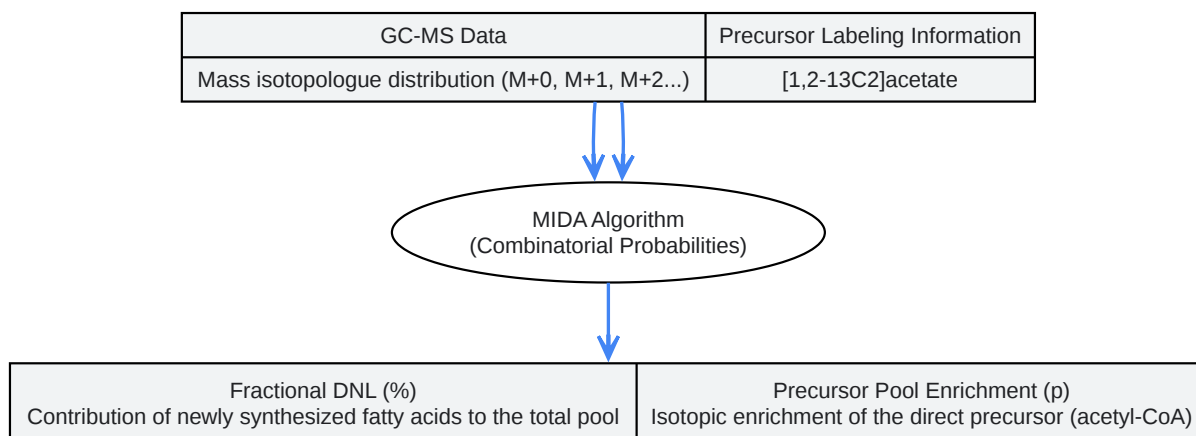 GC-MS Data
Precursor Labeling Information
Mass isotopologue distribution (M+0, M+1, M+2...)
[1,2-13C2]acetate
MIDA Algorithm
(Combinatorial Probabilities)
Fractional DNL (%)
Contribution of newly synthesized fatty acids to the total pool
Precursor Pool Enrichment (p)
Isotopic enrichment of the direct precursor (acetyl-CoA)